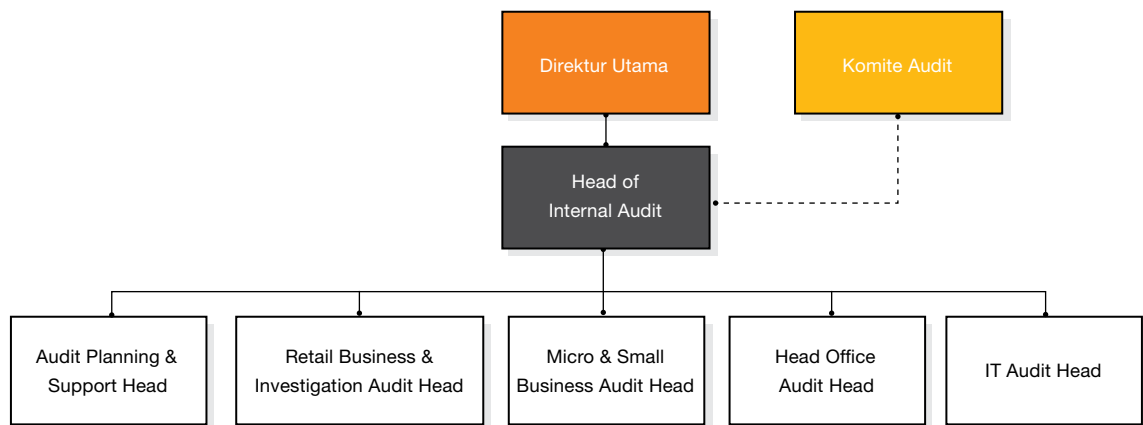 Direktur Utama
Komite Audit
Head of
Internal Audit
Audit Planning &
Support Head
Retail Business &
Investigation Audit Head
Micro & Small
Business Audit Head
Head Office
Audit Head
IT Audit Head